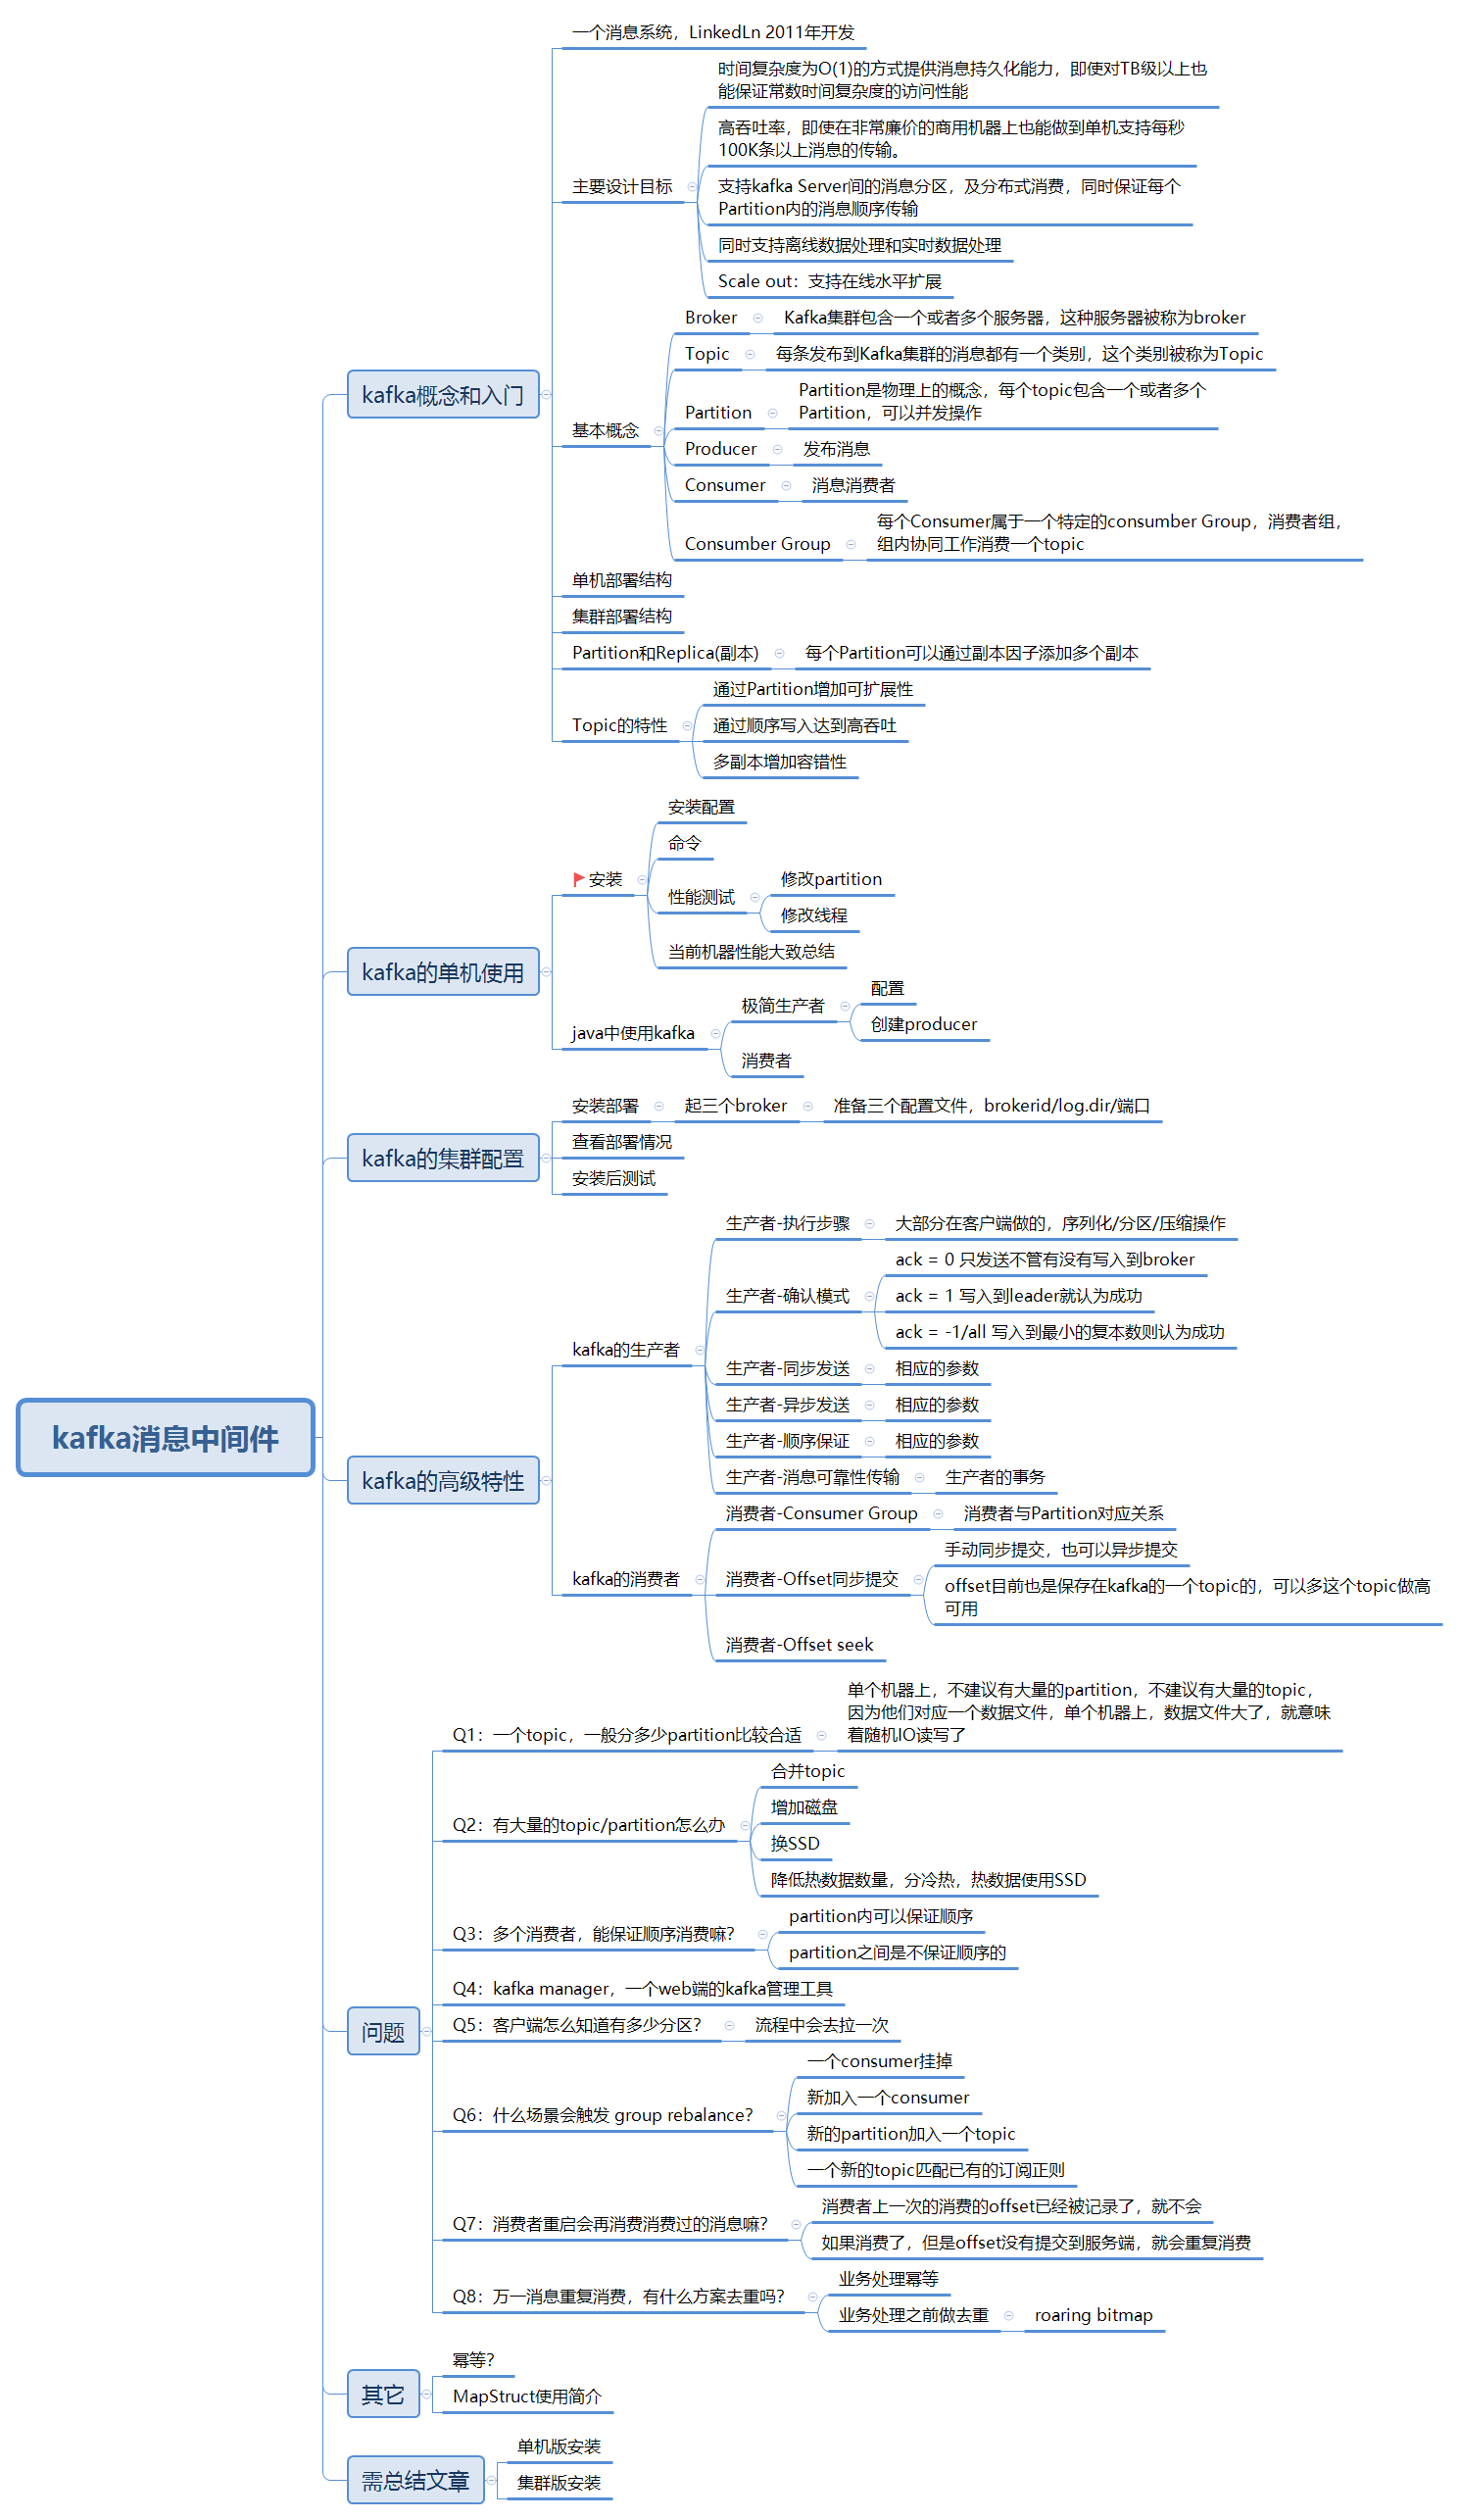 kafka消息中间件
kafka概念和入门
一个消息系统，LinkedLn 2011年开发
主要设计目标
时间复杂度为O(1)的方式提供消息持久化能力，即使对TB级以上也
能保证常数时间复杂度的访问性能
高吞吐率，即使在非常廉价的商用机器上也能做到单机支持每秒
100K条以上消息的传输。
支持kafka Server间的消息分区，及分布式消费，同时保证每个
Partition内的消息顺序传输
同时支持离线数据处理和实时数据处理
Scale out：支持在线水平扩展
基本概念
Broker
Kafka集群包含一个或者多个服务器，这种服务器被称为broker
Topic
每条发布到Kafka集群的消息都有一个类别，这个类别被称为Topic
Partition
Partition是物理上的概念，每个topic包含一个或者多个
Partition，可以并发操作
Producer
发布消息
Consumer
消息消费者
Consumber Group
每个Consumer属于一个特定的consumber Group，消费者组，
组内协同工作消费一个topic
单机部署结构
集群部署结构
Partition和Replica(副本)
每个Partition可以通过副本因子添加多个副本
Topic的特性
通过Partition增加可扩展性
通过顺序写入达到高吞吐
多副本增加容错性
kafka的单机使用
安装
安装配置
命令
性能测试
修改partition
修改线程
当前机器性能大致总结
java中使用kafka
极简生产者
配置
创建producer
消费者
kafka的集群配置
安装部署
起三个broker
准备三个配置文件，brokerid/log.dir/端口
查看部署情况
安装后测试
kafka的高级特性
kafka的生产者
生产者-执行步骤
大部分在客户端做的，序列化/分区/压缩操作
生产者-确认模式
ack = 0 只发送不管有没有写入到broker
ack = 1 写入到leader就认为成功
ack = -1/all 写入到最小的复本数则认为成功
生产者-同步发送
相应的参数
生产者-异步发送
相应的参数
生产者-顺序保证
相应的参数
生产者-消息可靠性传输
生产者的事务
kafka的消费者
消费者-Consumer Group
消费者与Partition对应关系
消费者-Offset同步提交
手动同步提交，也可以异步提交
offset目前也是保存在kafka的一个topic的，可以多这个topic做高
可用
消费者-Offset seek
问题
Q1：一个topic，一般分多少partition比较合适
单个机器上，不建议有大量的partition，不建议有大量的topic，
因为他们对应一个数据文件，单个机器上，数据文件大了，就意味
着随机IO读写了
Q2：有大量的topic/partition怎么办
合并topic
增加磁盘
换SSD
降低热数据数量，分冷热，热数据使用SSD
Q3：多个消费者，能保证顺序消费嘛？
partition内可以保证顺序
partition之间是不保证顺序的
Q4：kafka manager，一个web端的kafka管理工具
Q5：客户端怎么知道有多少分区？
流程中会去拉一次
Q6：什么场景会触发 group rebalance？
一个consumer挂掉
新加入一个consumer
新的partition加入一个topic
一个新的topic匹配已有的订阅正则
Q7：消费者重启会再消费消费过的消息嘛？
消费者上一次的消费的offset已经被记录了，就不会
如果消费了，但是offset没有提交到服务端，就会重复消费
Q8：万一消息重复消费，有什么方案去重吗？
业务处理幂等
业务处理之前做去重
roaring bitmap
其它
幂等？
MapStruct使用简介
需总结文章
单机版安装
集群版安装